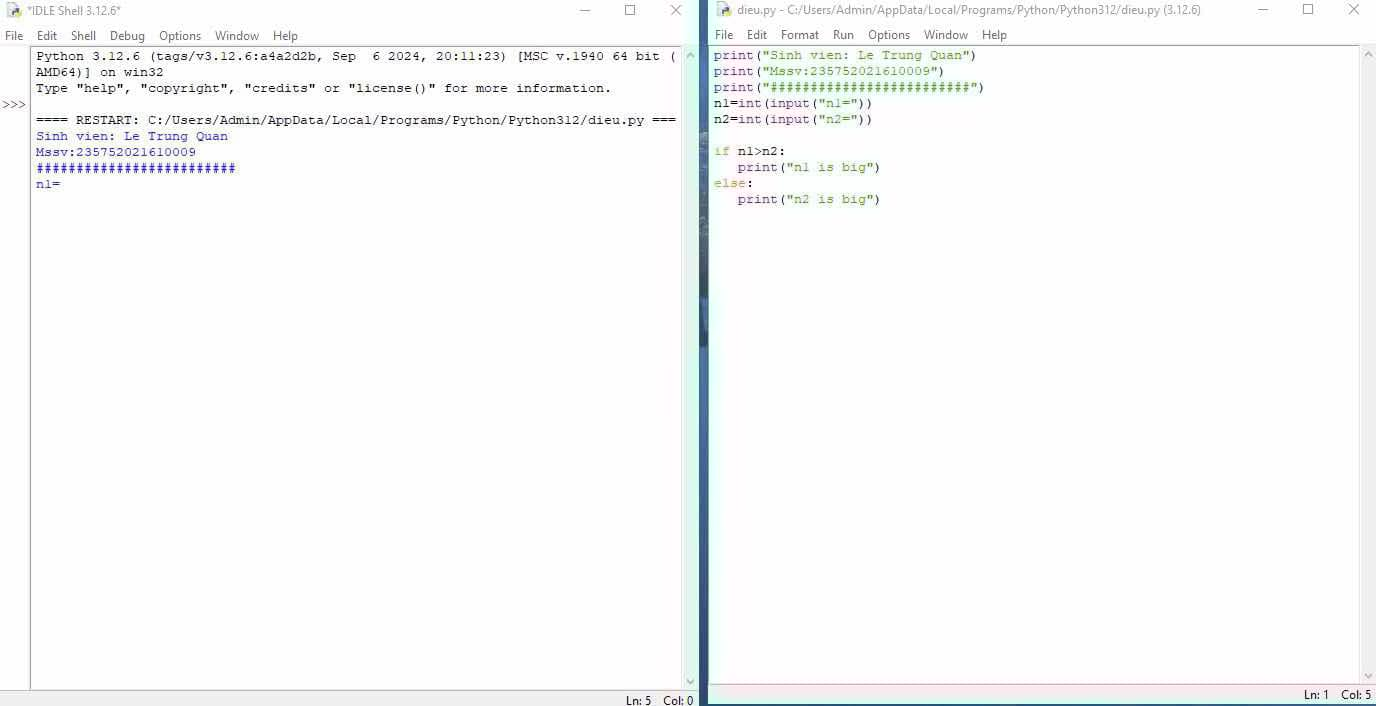 *IDLE Shell 3.12.6*
File Edit Shell Debug Options Window Help
Python 3.12.6 (tags/v3.12.6:a4a2d2b, Sep  6 2024, 20:11:23) [MSC v.1940 64 bit (
AMD64)] on win32
Type "help", "copyright", "credits" or "license()" for more information.
>>>
==== RESTART: C:/Users/Admin/AppData/Local/Programs/Python/Python312/dieu.py ===
Sinh vien: Le Trung Quan
Mssv:235752021610009
#########################
n1=
Ln: 5 Col: 0
dieu.py - C:/Users/Admin/AppData/Local/Programs/Python/Python312/dieu.py (3.12.6)
File Edit Format Run Options Window Help
print("Sinh vien: Le Trung Quan")
print("Mssv:235752021610009")
print("#########################")
n1=int(input("n1="))
n2=int(input("n2="))
if n1>n2:
   print("n1 is big")
else:
   print("n2 is big")
Ln: 1 Col: 5